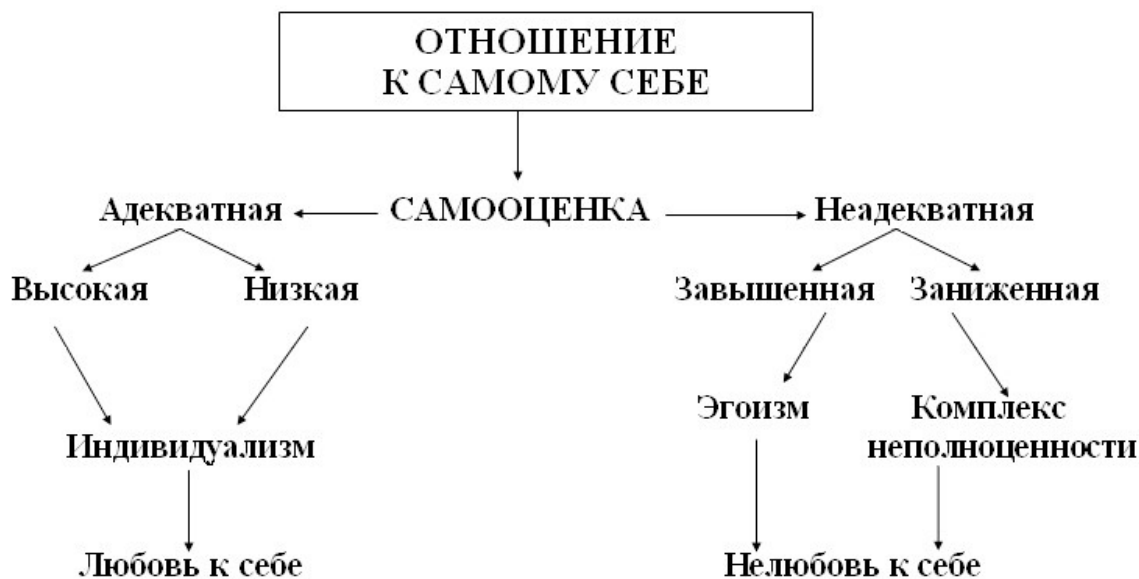 ОТНОШЕНИЕ
К САМОМУ СЕБЕ
Адекватная
САМООЦЕНКА
Неадекватная
Высокая
Низкая
Завышенная
Заниженная
Эгоизм
Комплекс
неполноценности
Индивидуализм
Любовь к себе
Нелюбовь к себе